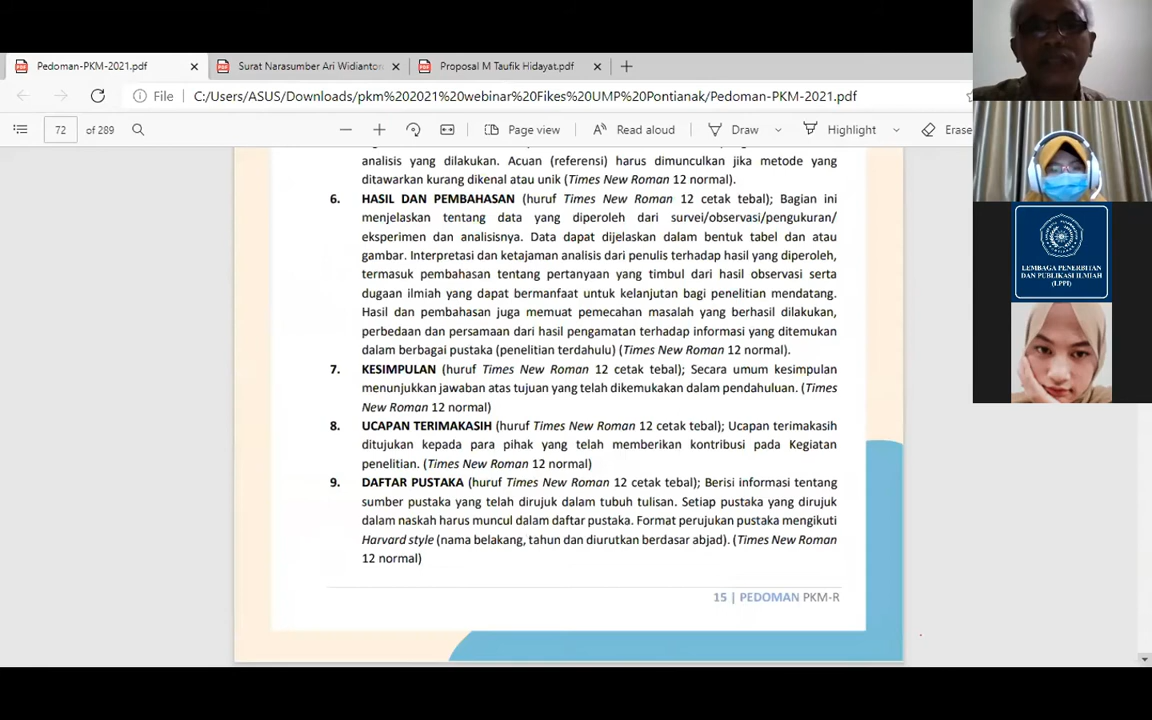 Pedoman-PKM-2021.pdf
Surat Narasumber Ari Widianto
Proposal M Taufik Hidayat.pdf
File
C:/Users/ASUS/Downloads/pkm%202021%20webinar%20Fikes%20UMP%20Pontianak/Pedoman-PKM-2021.pdf
72 of 289
Page view
Read aloud
Draw
Highlight
Erase
analisis yang dilakukan. Acuan (referensi) harus dimunculkan jika metode yang
ditawarkan kurang dikenal atau unik (Times New Roman 12 normal).
6. HASIL DAN PEMBAHASAN (huruf Times New Roman 12 cetak tebal); Bagian ini
menjelaskan tentang data yang diperoleh dari survei/observasi/pengukuran/
eksperimen dan analisisnya. Data dapat dijelaskan dalam bentuk tabel dan atau
gambar. Interpretasi dan ketajaman analisis dari penulis terhadap hasil yang diperoleh,
termasuk pembahasan tentang pertanyaan yang timbul dari hasil observasi serta
dugaan ilmiah yang dapat bermanfaat untuk kelanjutan bagi penelitian mendatang.
Hasil dan pembahasan juga memuat pemecahan masalah yang berhasil dilakukan,
perbedaan dan persamaan dari hasil pengamatan terhadap informasi yang ditemukan
dalam berbagai pustaka (penelitian terdahulu) (Times New Roman 12 normal).
7. KESIMPULAN (huruf Times New Roman 12 cetak tebal); Secara umum kesimpulan
menunjukkan jawaban atas tujuan yang telah dikemukakan dalam pendahuluan. (Times
New Roman 12 normal)
8. UCAPAN TERIMAKASIH (huruf Times New Roman 12 cetak tebal); Ucapan terimakasih
ditujukan kepada para pihak yang telah memberikan kontribusi pada Kegiatan
penelitian. (Times New Roman 12 normal)
9. DAFTAR PUSTAKA (huruf Times New Roman 12 cetak tebal); Berisi informasi tentang
sumber pustaka yang telah dirujuk dalam tubuh tulisan. Setiap pustaka yang dirujuk
dalam naskah harus muncul dalam daftar pustaka. Format perujukan pustaka mengikuti
Harvard style (nama belakang, tahun dan diurutkan berdasar abjad). (Times New Roman
12 normal)
15 | PEDOMAN PKM-R
LEMBAGA PENERBITAN
DAN PUBLIKASI ILMIAH
(LPPI)